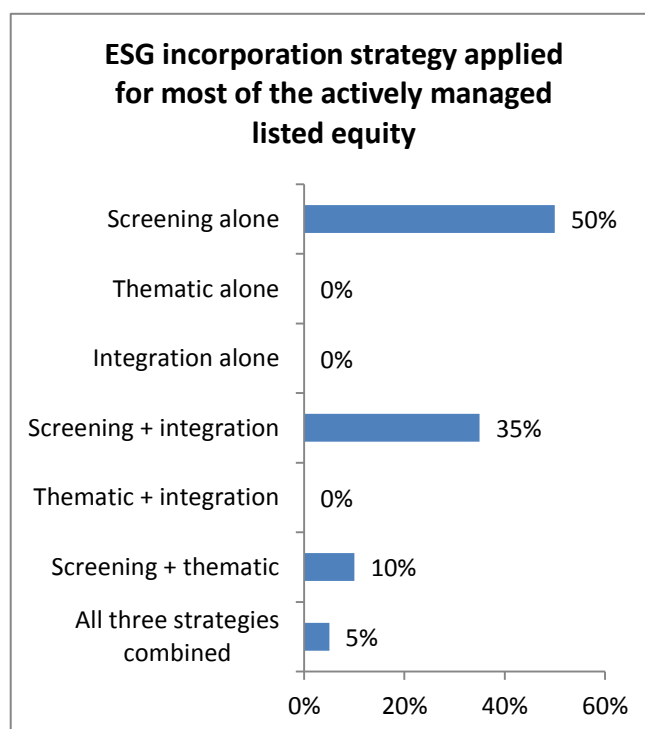 ESG incorporation strategy applied
for most of the actively managed
listed equity
Screening alone
50%
Thematic alone
0%
Integration alone
0%
Screening + integration
35%
Thematic + integration
0%
Screening + thematic
10%
All three strategies
combined
5%
0%
20%
40%
60%